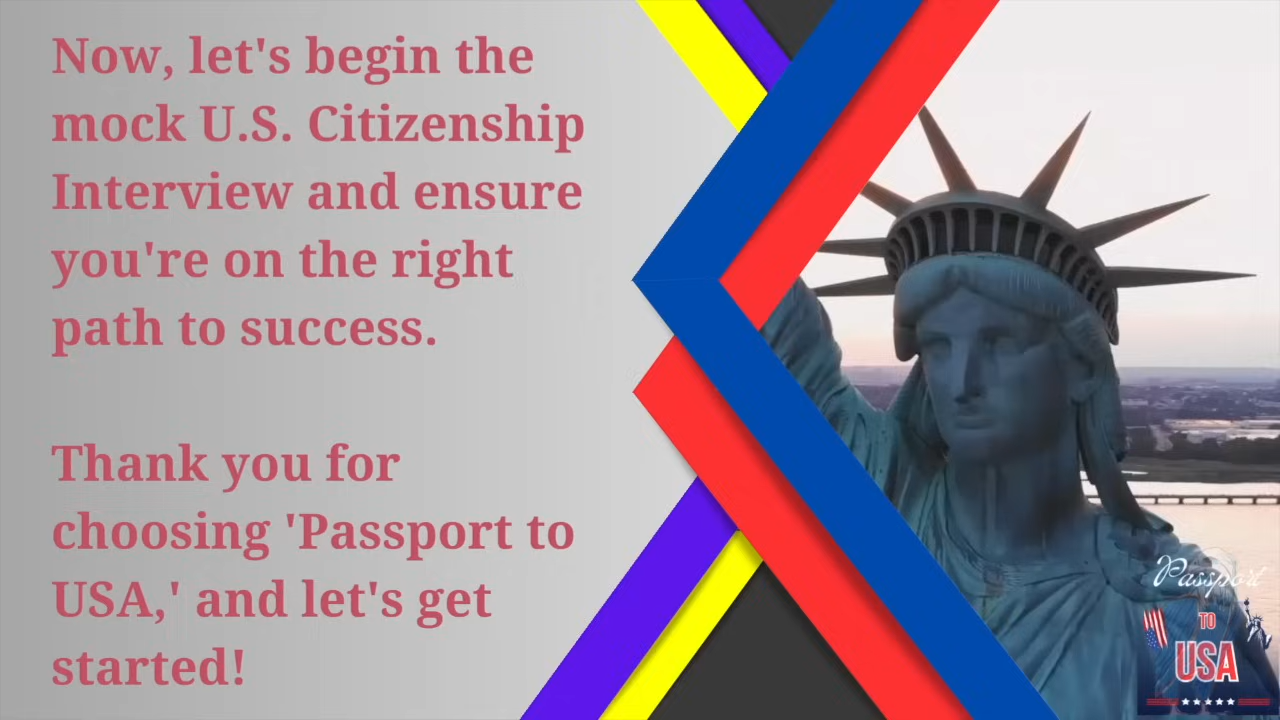 Now, let's begin the
mock U.S. Citizenship
Interview and ensure
you're on the right
path to success.
Thank you for
choosing 'Passport to
USA,' and let's get
started!
Passport
TO
USA